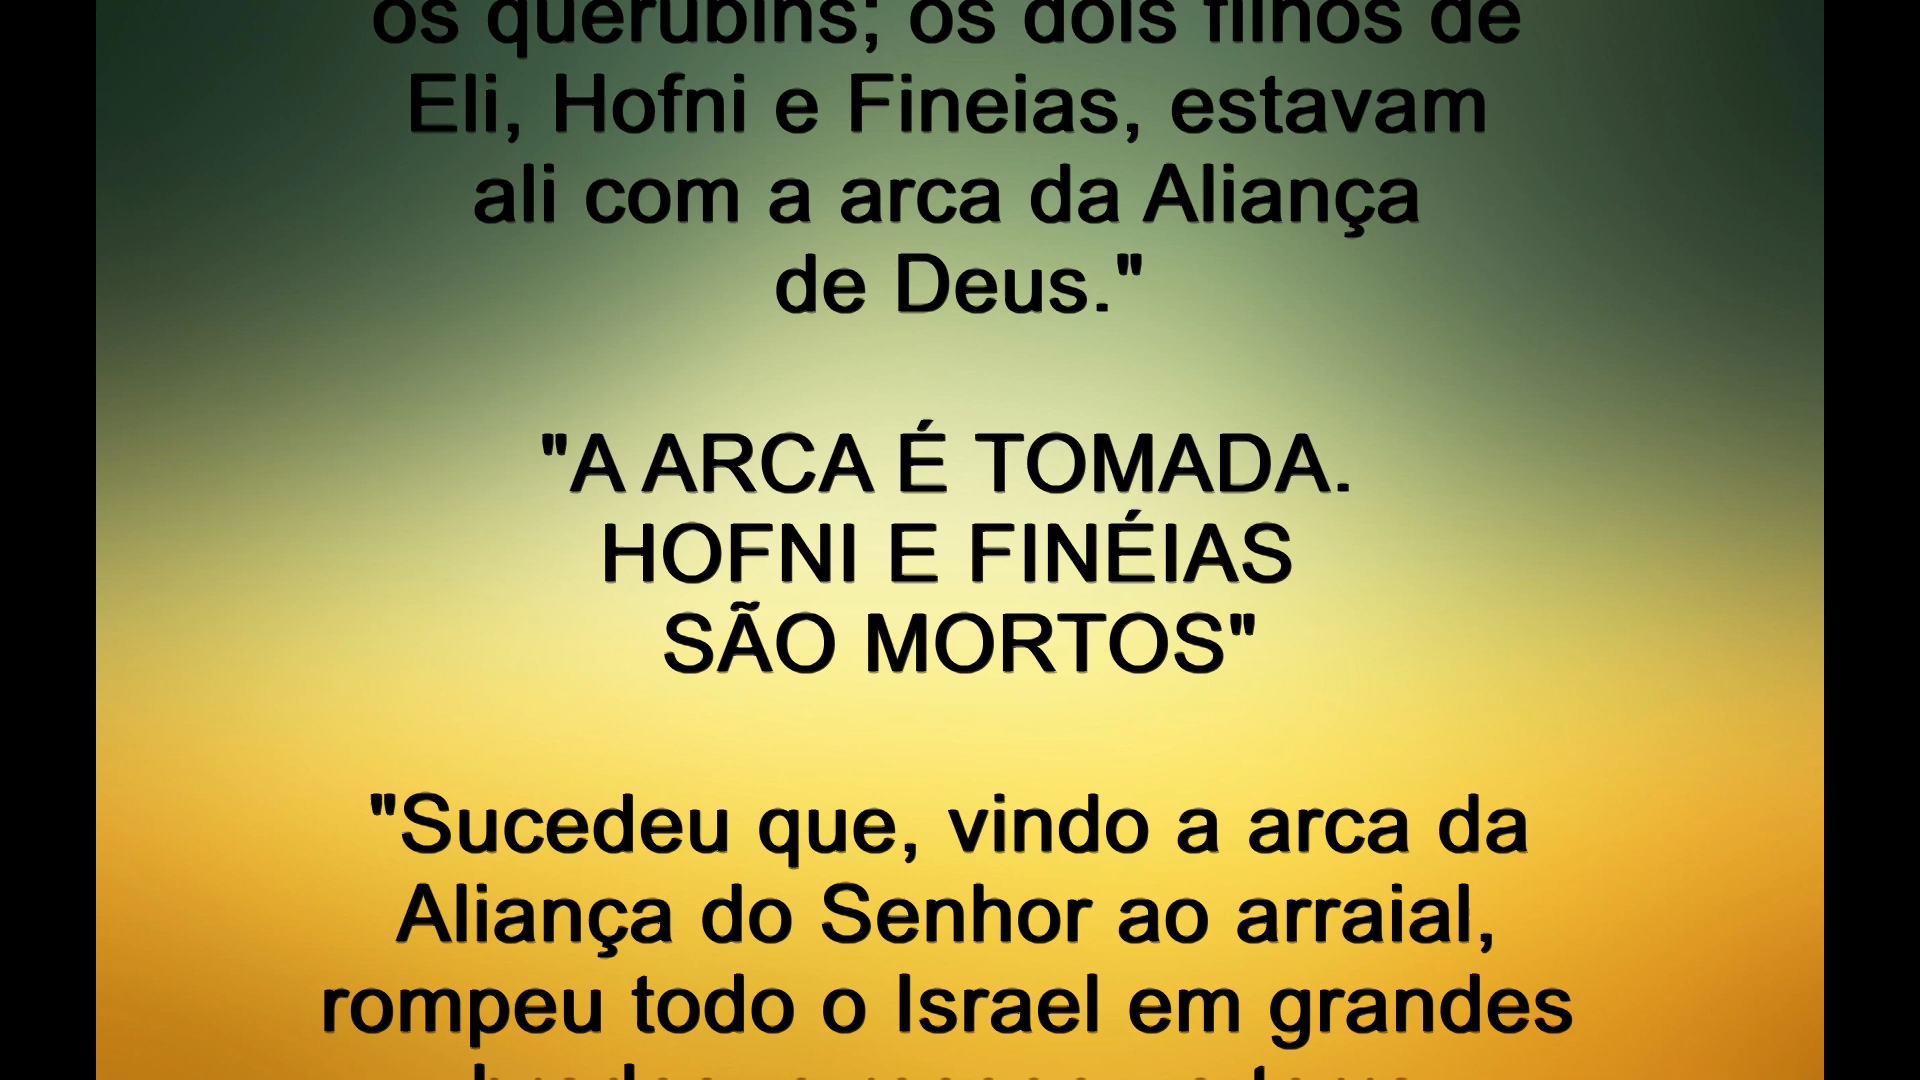 os querubins; os dois filhos de
Eli, Hofni e Fineias, estavam
ali com a arca da Aliança
de Deus."
"A ARCA É TOMADA.
HOFNI E FINÉIAS
SÃO MORTOS"
"Sucedeu que, vindo a arca da
Aliança do Senhor ao arraial,
rompeu todo o Israel em grandes